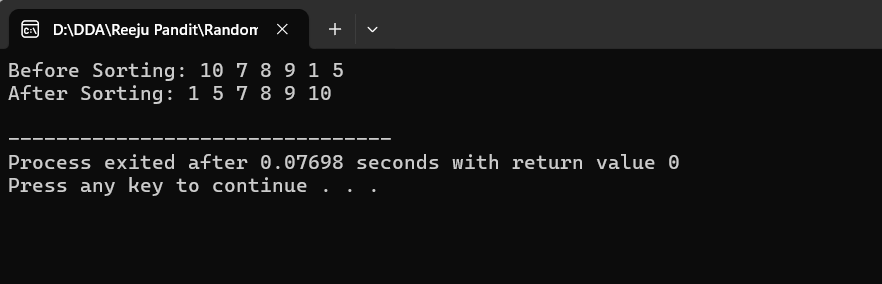 D:\DDA\Reeju Pandit\Random
Before Sorting: 10 7 8 9 1 5
After Sorting: 1 5 7 8 9 10
--------------------------------
Process exited after 0.07698 seconds with return value 0
Press any key to continue . . .